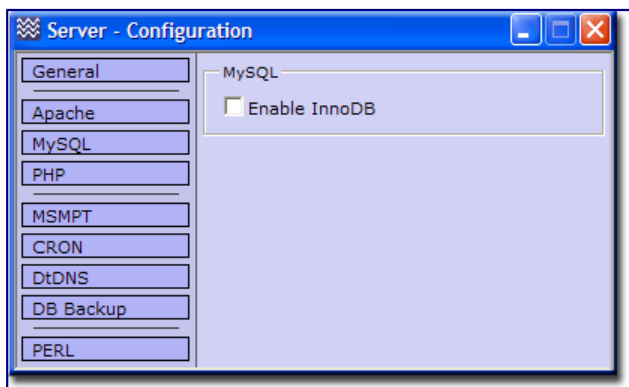 Server - Configuration
General
Apache
MySQL
PHP
MSMPT
CRON
DtDNS
DB Backup
PERL
MySQL
Enable InnoDB